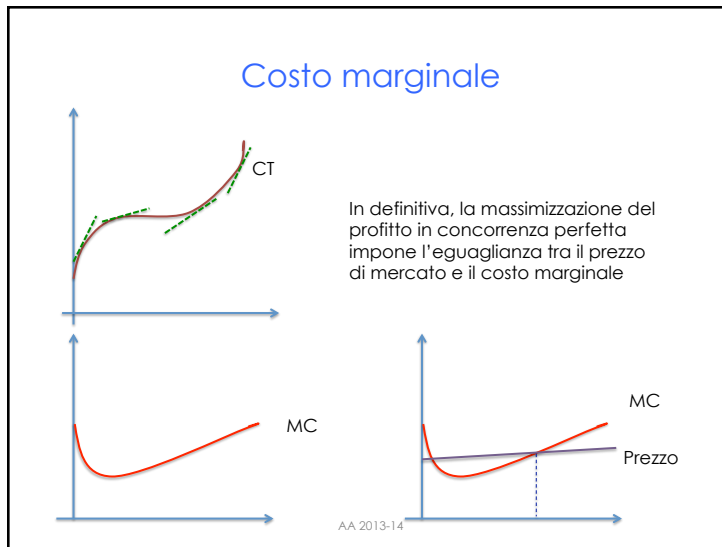 Costo marginale
CT
In definitiva, la massimizzazione del
profitto in concorrenza perfetta
impone l'eguaglianza tra il prezzo
di mercato e il costo marginale
MC
MC
Prezzo
AA 2013-14